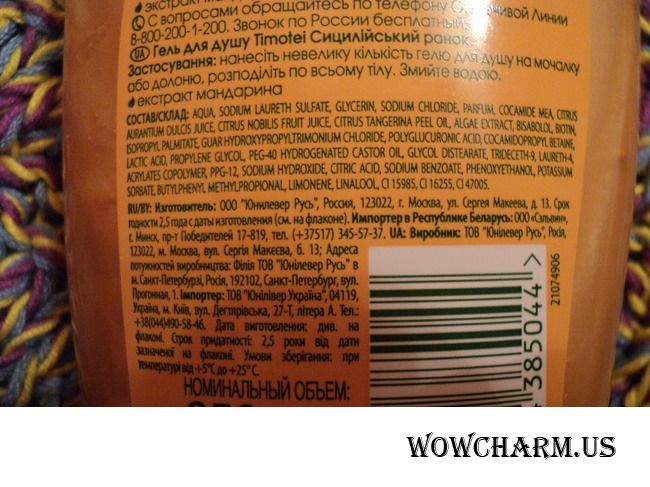 экстракт
С вопросами обращайтесь по телефону Линии
8-800-200-1-200. Звонок по России бесплатный.
UA Гель для душу Timotei Сицилійський ранок.
Застосування: нанесіть невелику кількість гелю для душу на мочалку
або долоню, розподіліть по всьому тілу. Змийте водою.
екстракт мандарина
СОСТАВ/СКЛАД: AQUA, SODIUM LAURETH SULFATE, GLYCERIN, SODIUM CHLORIDE, PARFUM, COCAMIDE MEA, CITRUS
AURANTIUM DULCIS JUICE, CITRUS NOBILIS FRUIT JUICE, CITRUS TANGERINA PEEL OIL, ALGAE EXTRACT, BISABOLOL, BIOTIN,
ISOPROPYL PALMITATE, GUAR HYDROXYPROPYLTRIMONIUM CHLORIDE, POLYGLUCURONIC ACID, COCAMIDOPROPYL BETAINE,
LACTIC ACID, PROPYLENE GLYCOL, PEG-40 HYDROGENATED CASTOR OIL, GLYCOL DISTEARATE, TRIDECETH-9, LAURETH-4,
ACRYLATES COPOLYMER, PPG-12, SODIUM HYDROXIDE, CITRIC ACID, SODIUM BENZOATE, PHENOXYETHANOL, POTASSIUM
SORBATE, BUTYLPHENYL METHYLPROPIONAL, LIMONENE, LINALOOL, CI 15985, CI 16255, CI 47005.
RU/BY: Изготовитель: ООО "Юнилевер Русь", Россия, 123022, г. Москва, ул. Сергея Макеева, д. 13. Срок
годности 2,5 года с даты изготовления (см. на флаконе). Импортер в Республике Беларусь: ООО «Сэльвин»,
г. Минск, пр-т Победителей 17-819, тел. (+37517) 345-57-37. UA: Виробник: ТОВ "Юнілевер Русь", Росія,
123022, м. Москва, вул. Сергія Макєєва, б. 13; Адреса
потужностей виробництва: Філія ТОВ "Юнілевер Русь" в
м. Санкт-Петербурзі, Росія, 192102, Санкт-Петербург, вул.
Прогонная, 1. Імпортер: ТОВ "Юнілівер Україна", 04119,
Україна, м. Київ, вул. Дегтярівська, 27-Т, літера А. Тел.:
+38(044)490-58-46. Дата виготовлення: див. на
флаконі. Строк придатності: 2,5 роки від дати
зазначеної на флаконі. Умови зберігання: при
температурі від +5°С до +25° С.
НОМИНАЛЬНЫЙ ОБЪЕМ:
385044 >
21074906
WOWCHARM.US